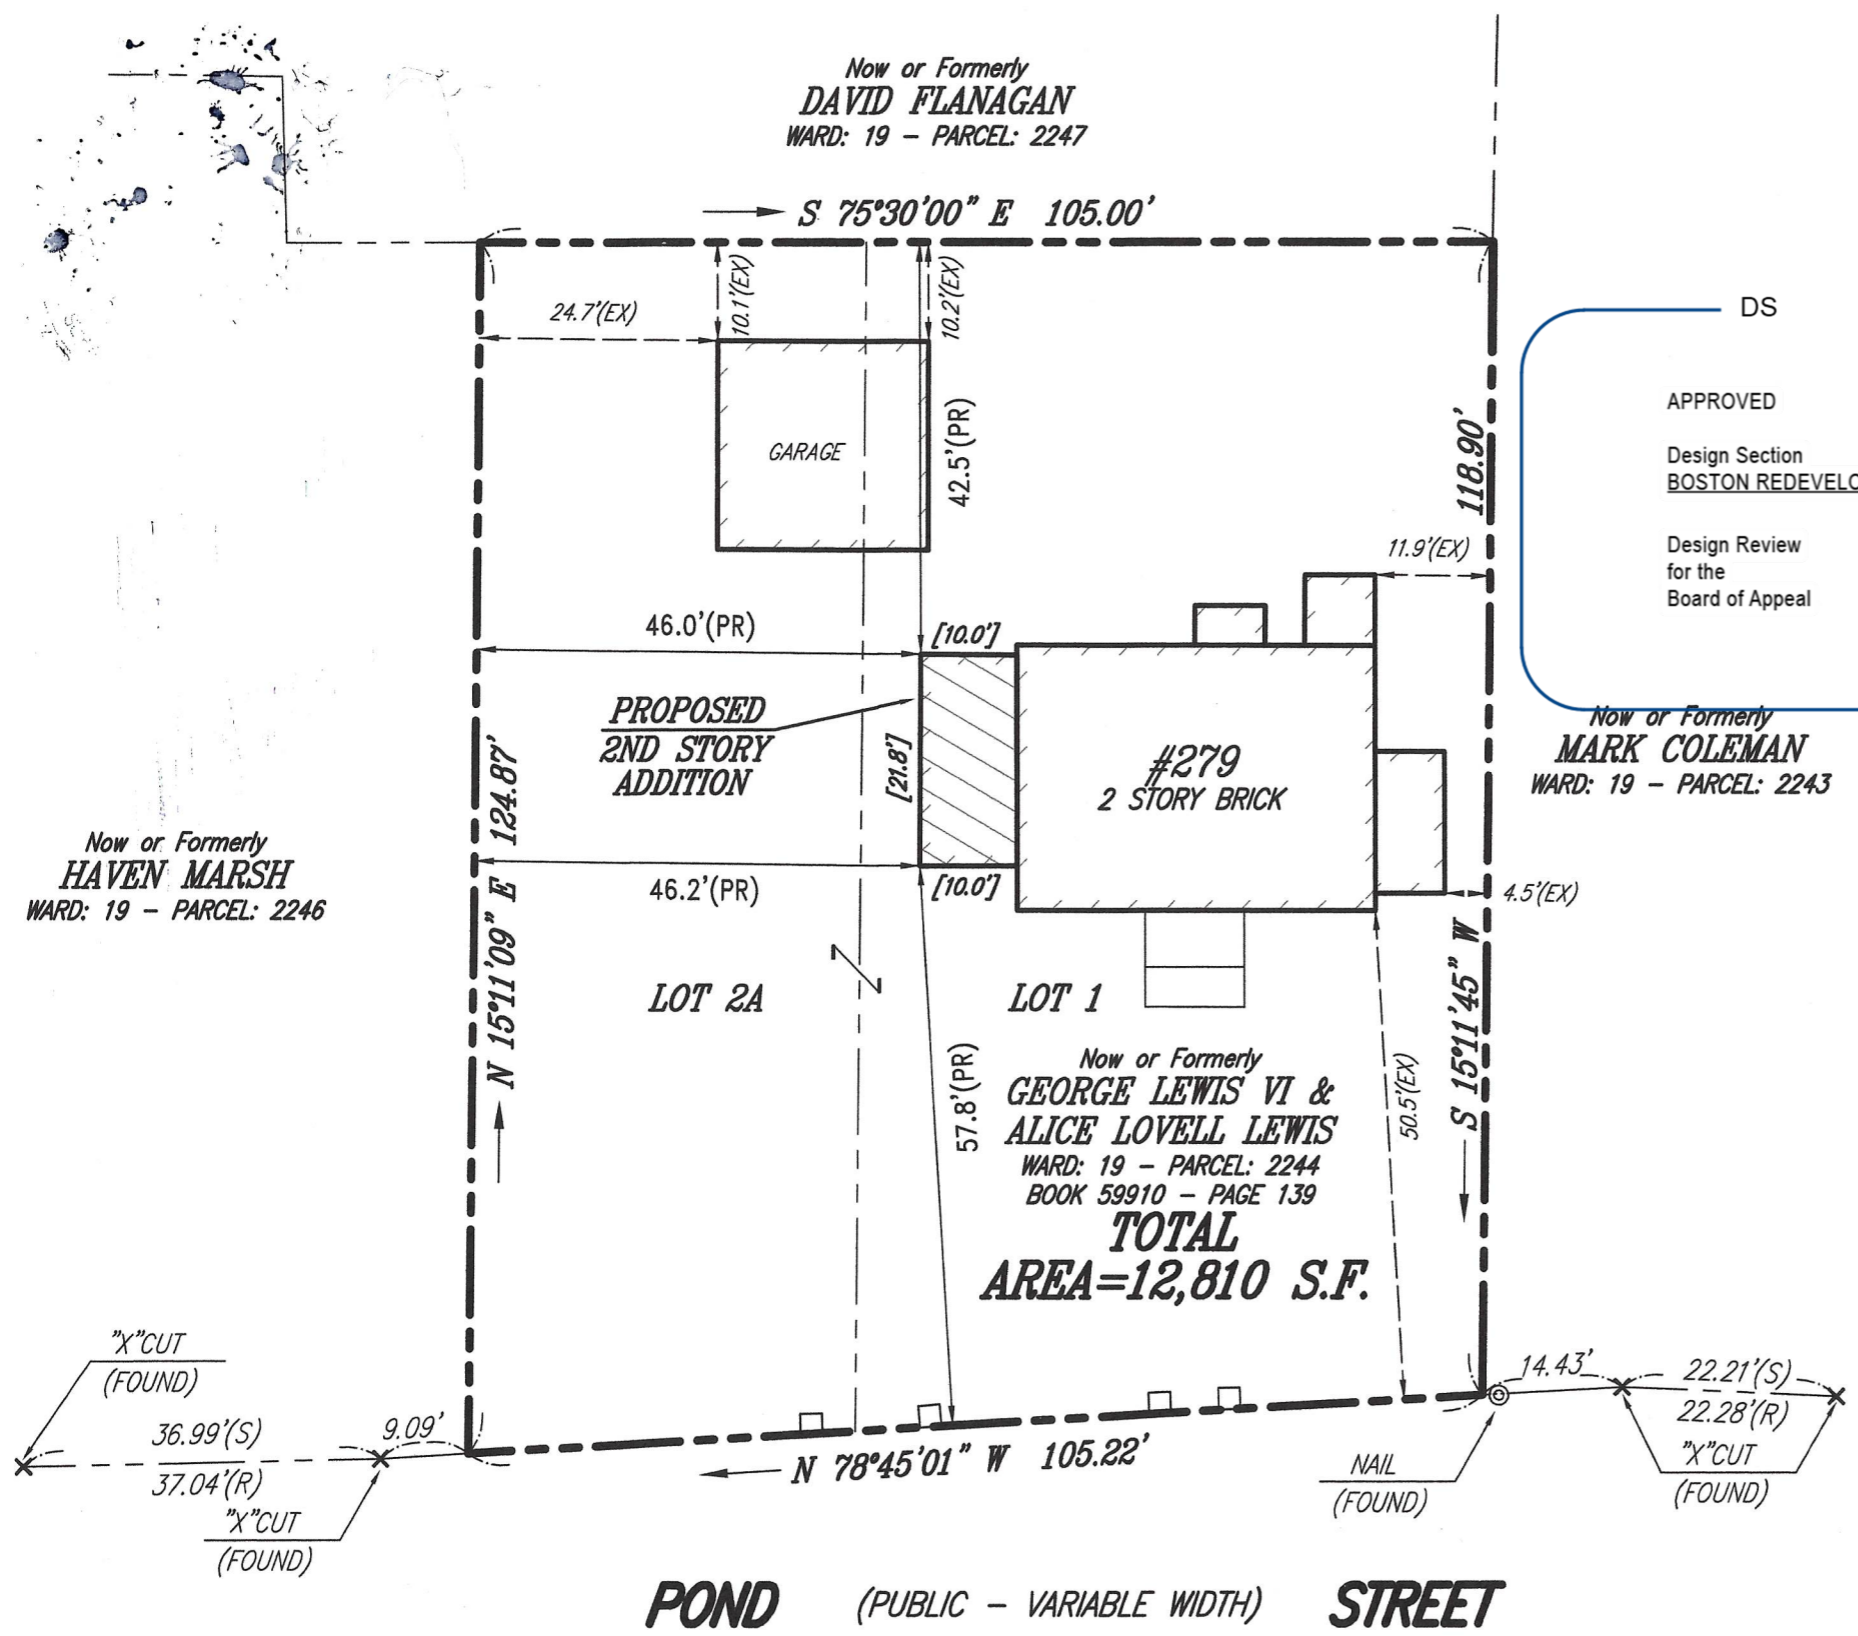 Now or Formerly
DAVID FLANAGAN
WARD: 19 - PARCEL: 2247
S 75°30'00" E 105.00'
24.7'(EX)
10.1'(EX)
10.2'(EX)
GARAGE
42.5'(PR)
118.90'
11.9'(EX)
DS
APPROVED
Design Section
BOSTON REDEVELO
Design Review
for the
Board of Appeal
46.0'(PR)
[10.0']
PROPOSED
2ND STORY
ADDITION
[21.8']
#279
2 STORY BRICK
Now or Formerly
MARK COLEMAN
WARD: 19 - PARCEL: 2243
Now or Formerly
HAVEN MARSH
WARD: 19 - PARCEL: 2246
N 15°11'09" E 124.87'
46.2'(PR)
[10.0']
4.5'(EX)
LOT 2A
LOT 1
S 15°11'45" W
57.8'(PR)
50.5'(EX)
Now or Formerly
GEORGE LEWIS VI &
ALICE LOVELL LEWIS
WARD: 19 - PARCEL: 2244
BOOK 59910 - PAGE 139
TOTAL
AREA=12,810 S.F.
"X"CUT
(FOUND)
36.99'(S)
37.04'(R)
9.09'
"X"CUT
(FOUND)
N 78°45'01" W 105.22'
14.43'
22.21'(S)
22.28'(R)
NAIL
(FOUND)
"X"CUT
(FOUND)
POND (PUBLIC - VARIABLE WIDTH) STREET